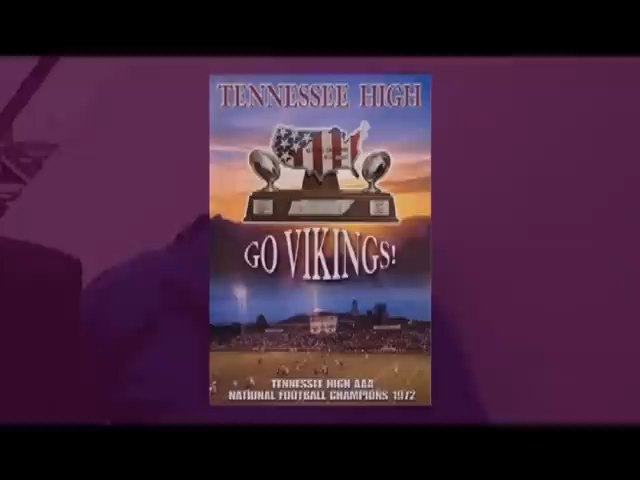 TENNESSEE HIGH
GO VIKINGS!
TENNESSEE HIGH AAA
NATIONAL FOOTBALL CHAMPIONS 1972